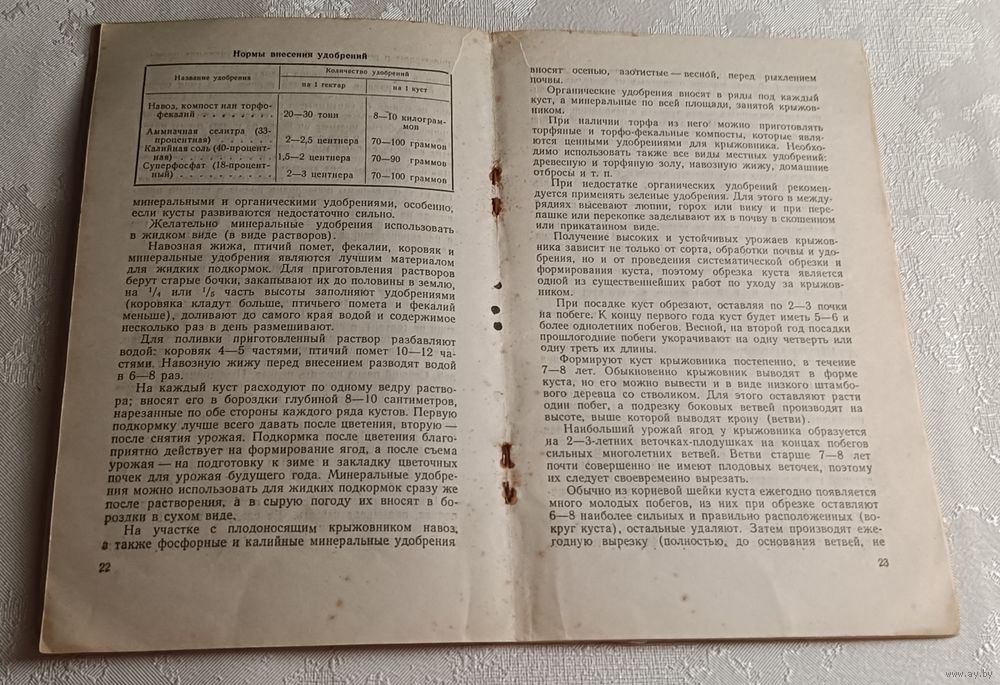 Нормы внесения удобрений
Название удобрения
Количество удобрений
на 1 гектар
на 1 куст
Навоз, компост или торфо-
фекалий . . . . . . . . 20—30 тонн 8—10 килограм-
мов
Аммиачная селитра (33-
процентная) . . . . . . 2—2,5 центнера 70—100 граммов
Калийная соль (40-процент-
ная) . . . . . . . . . . 1,5—2 центнера 70—90 граммов
Суперфосфат (18-процент-
ный) . . . . . . . . . . 2—3 центнера 70—100 граммов
минеральными и органическими удобрениями, особенно,
если кусты развиваются недостаточно сильно.
Желательно минеральные удобрения использовать
в жидком виде (в виде растворов).
Навозная жижа, птичий помет, фекалии, коровяк и
минеральные удобрения являются лучшим материалом
для жидких подкормок. Для приготовления растворов
берут старые бочки, закапывают их до половины в землю,
на 1/4 или 1/5 часть высоты заполняют удобрениями
(коровяка кладут больше, птичьего помета и фекалий
меньше), доливают до самого края водой и содержимое
несколько раз в день размешивают.
Для поливки приготовленный раствор разбавляют
водой: коровяк 4—5 частями, птичий помет 10—12 ча-
стями. Навозную жижу перед внесением разводят водой
в 6—8 раз.
На каждый куст расходуют по одному ведру раство-
ра; вносят его в бороздки глубиной 8—10 сантиметров,
нарезанные по обе стороны каждого ряда кустов. Первую
подкормку лучше всего давать после цветения, вторую —
после снятия урожая. Подкормка после цветения благо-
приятно действует на формирование ягод, а после съема
урожая — на подготовку к зиме и закладку цветочных
почек для урожая будущего года. Минеральные удобре-
ния можно использовать для жидких подкормок сразу же
после растворения, а в сырую погоду их вносят в бо-
роздки в сухом виде.
На участке с плодоносящим крыжовником навоз,
а также фосфорные и калийные минеральные удобрения
22
вносят осенью, азотистые — весной, перед рыхлением
почвы.
Органические удобрения вносят в ряды под каждый
куст, а минеральные по всей площади, занятой крыжов-
ником.
При наличии торфа из него можно приготовлять
торфяные и торфо-фекальные компосты, которые явля-
ются ценными удобрениями для крыжовника. Необхо-
димо использовать также все виды местных удобрений:
древесную и торфяную золу, навозную жижу, домашние
отбросы и т. п.
При недостатке органических удобрений рекомен-
дуется применять зеленые удобрения. Для этого в между-
рядиях высевают люпин, горох или вику и при пере-
пашке или перекопке заделывают их в почву в скошенном
или прикатанном виде.
Получение высоких и устойчивых урожаев крыжов-
ника зависит не только от сорта, обработки почвы и удо-
брения, но и от проведения систематической обрезки и
формирования куста, поэтому обрезка куста является
одной из существеннейших работ по уходу за крыжов-
ником.
При посадке куст обрезают, оставляя по 2—3 почки
на побеге. К концу первого года куст будет иметь 5—6 и
более однолетних побегов. Весной, на второй год посадки
прошлогодние побеги укорачивают на одну четверть или
одну треть их длины.
Формируют куст крыжовника постепенно, в течение
7—8 лет. Обыкновенно крыжовник выводят в форме
куста, но его можно вывести и в виде низкого штамбо-
вого деревца со стволиком. Для этого оставляют расти
один побег, а подрезку боковых ветвей производят на
высоте, выше которой выводят крону (ветви).
Наибольший урожай ягод у крыжовника образуется
на 2—3-летних веточках-плодушках на концах побегов
сильных многолетних ветвей. Ветви старше 7—8 лет
почти совершенно не имеют плодовых веточек, поэтому
их следует своевременно вырезать.
Обычно из корневой шейки куста ежегодно появляется
много молодых побегов, из них при обрезке оставляют
6—8 наиболее сильных и правильно расположенных (во-
круг куста), остальные удаляют. Затем производят еже-
годную вырезку (полностью, до основания ветвей, не
23
www.ay.by